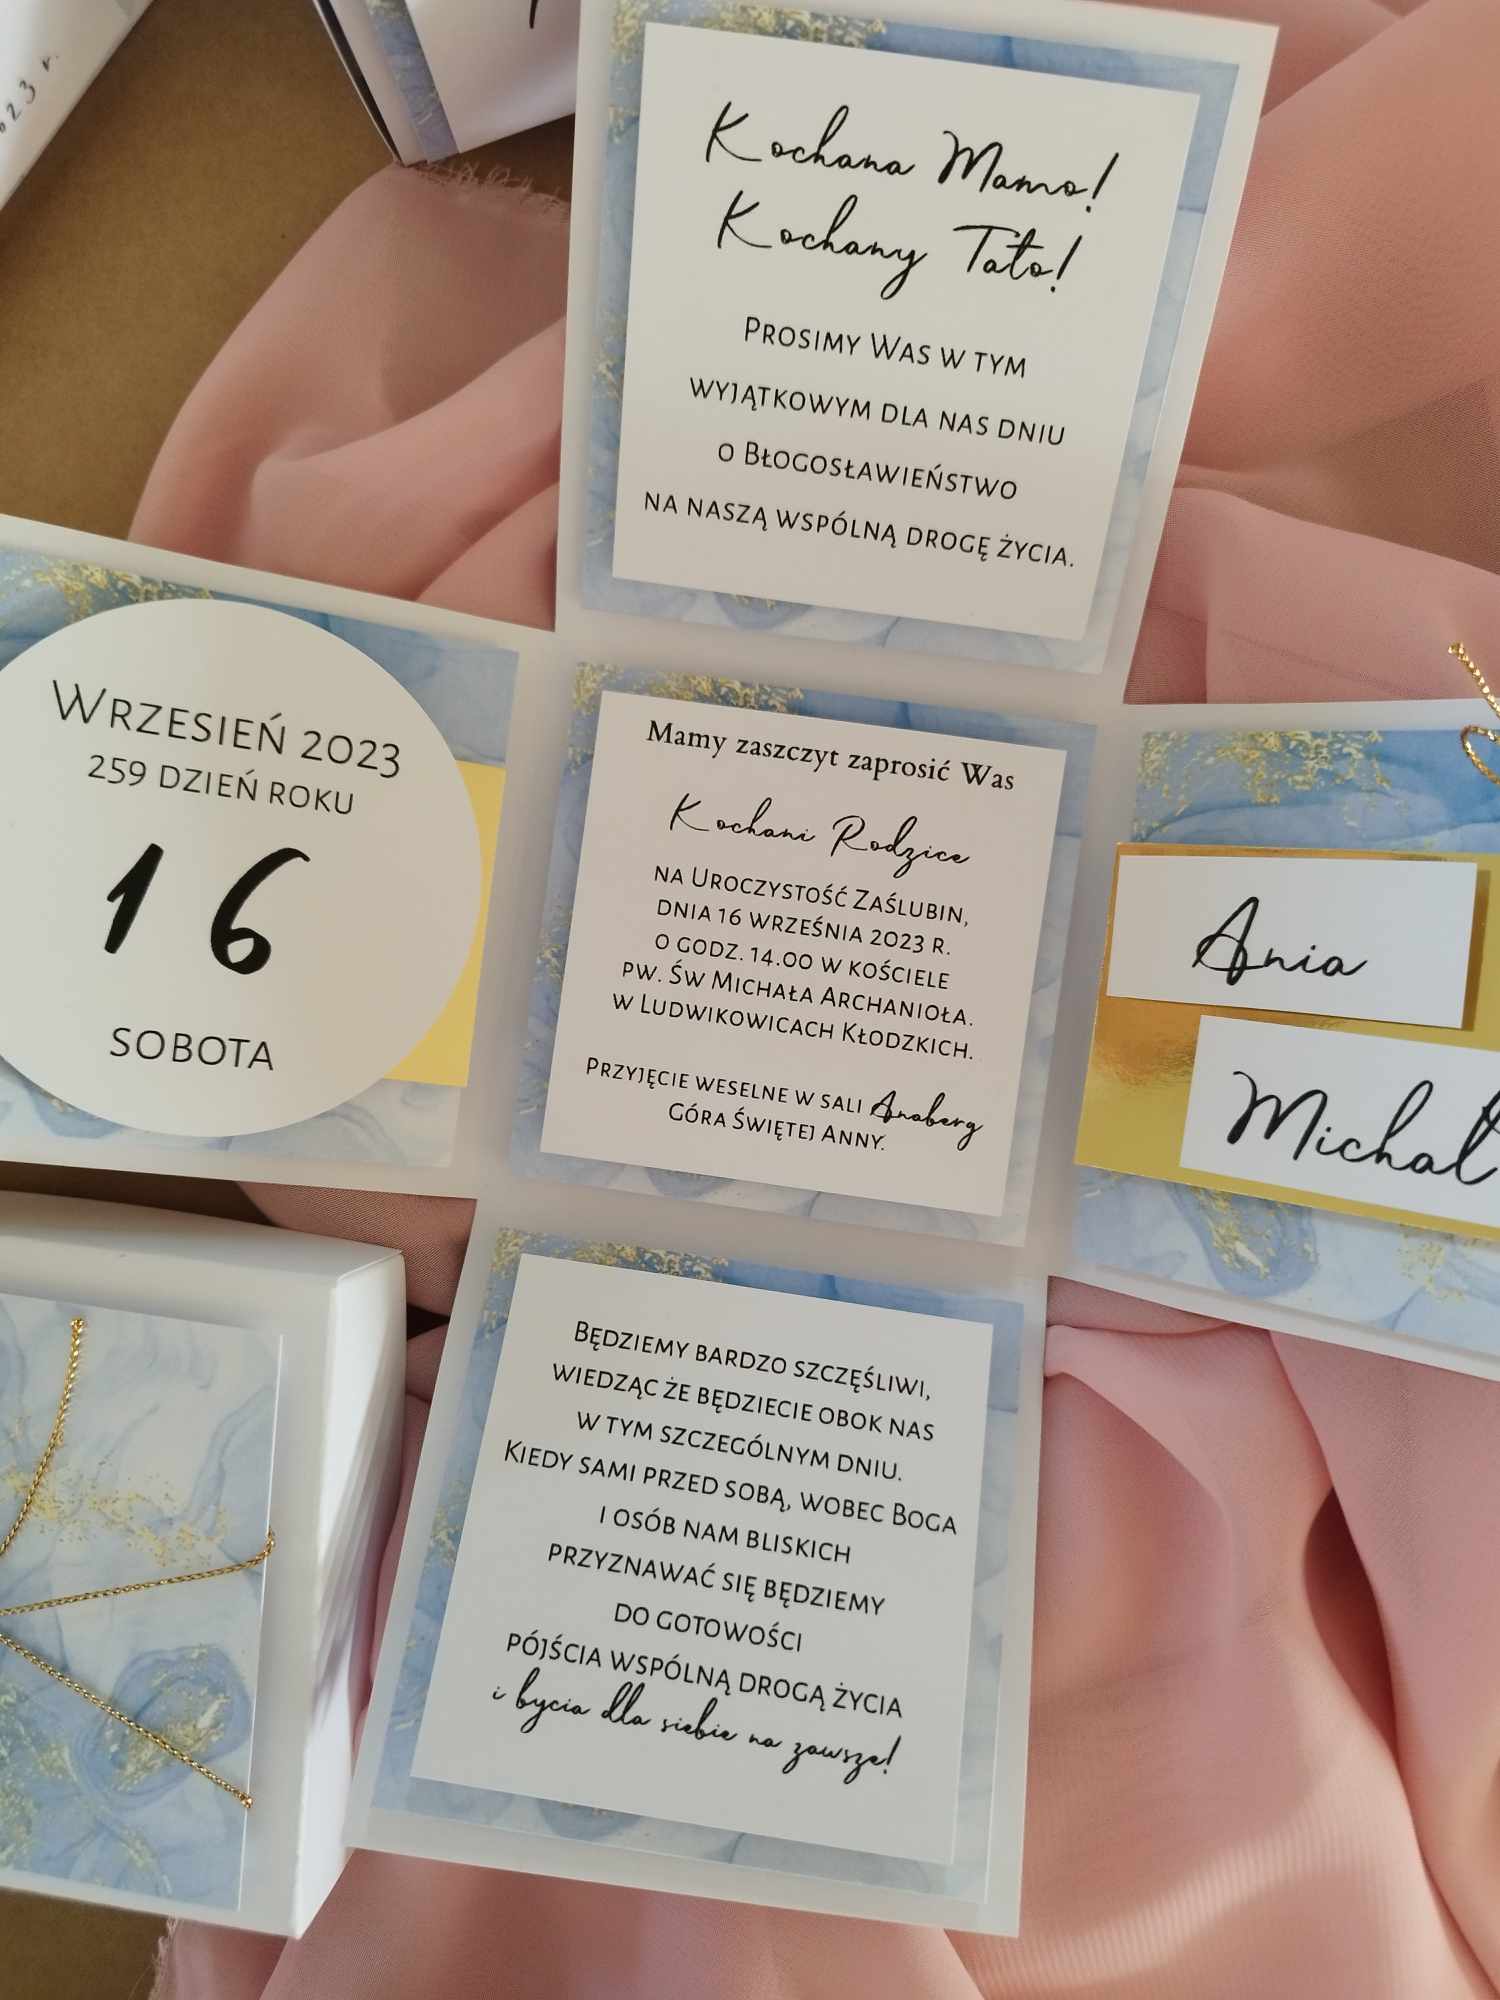 023 r.
Kochana Mamo!
Kochany Tato!
Prosimy Was w tym
wyjątkowym dla nas dniu
o Błogosławieństwo
na naszą wspólną drogę życia.
Wrzesień 2023
259 dzień roku
16
sobota
Mamy zaszczyt zaprosić Was
Kochani Rodzice
na Uroczystość Zaślubin,
dnia 16 września 2023 r.
o godz. 14.00 w kościele
pw. Św Michała Archanioła.
w Ludwikowicach Kłodzkich.
Przyjęcie weselne w sali Anaberg
Góra Świętej Anny.
Ania
Michał
Będziemy bardzo szczęśliwi,
wiedząc że będziecie obok nas
w tym szczególnym dniu.
Kiedy sami przed sobą, wobec Boga
i osób nam bliskich
przyznawać się będziemy
do gotowości
pójścia wspólną drogą życia
i bycia dla siebie na zawsze!